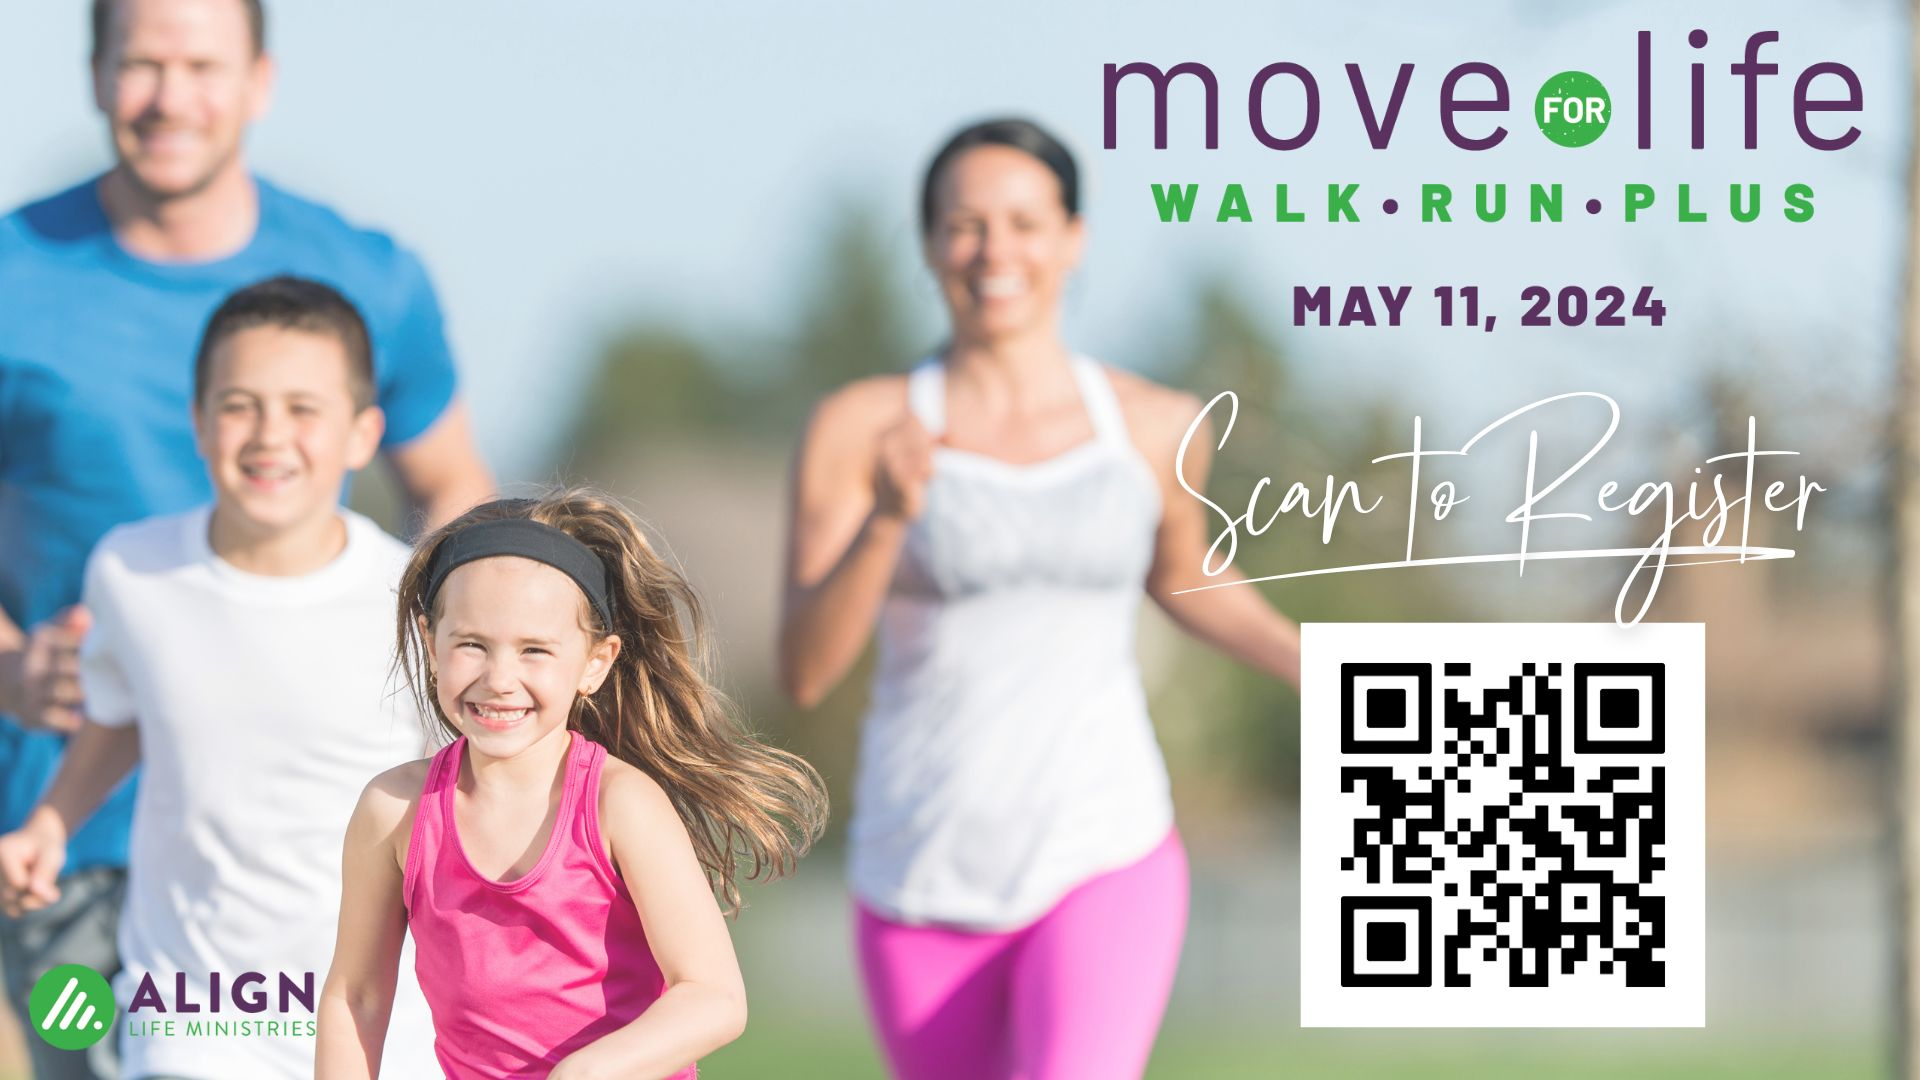 move FOR life
WALK • RUN • PLUS
MAY 11, 2024
Scan to Register
ALIGN
LIFE MINISTRIES